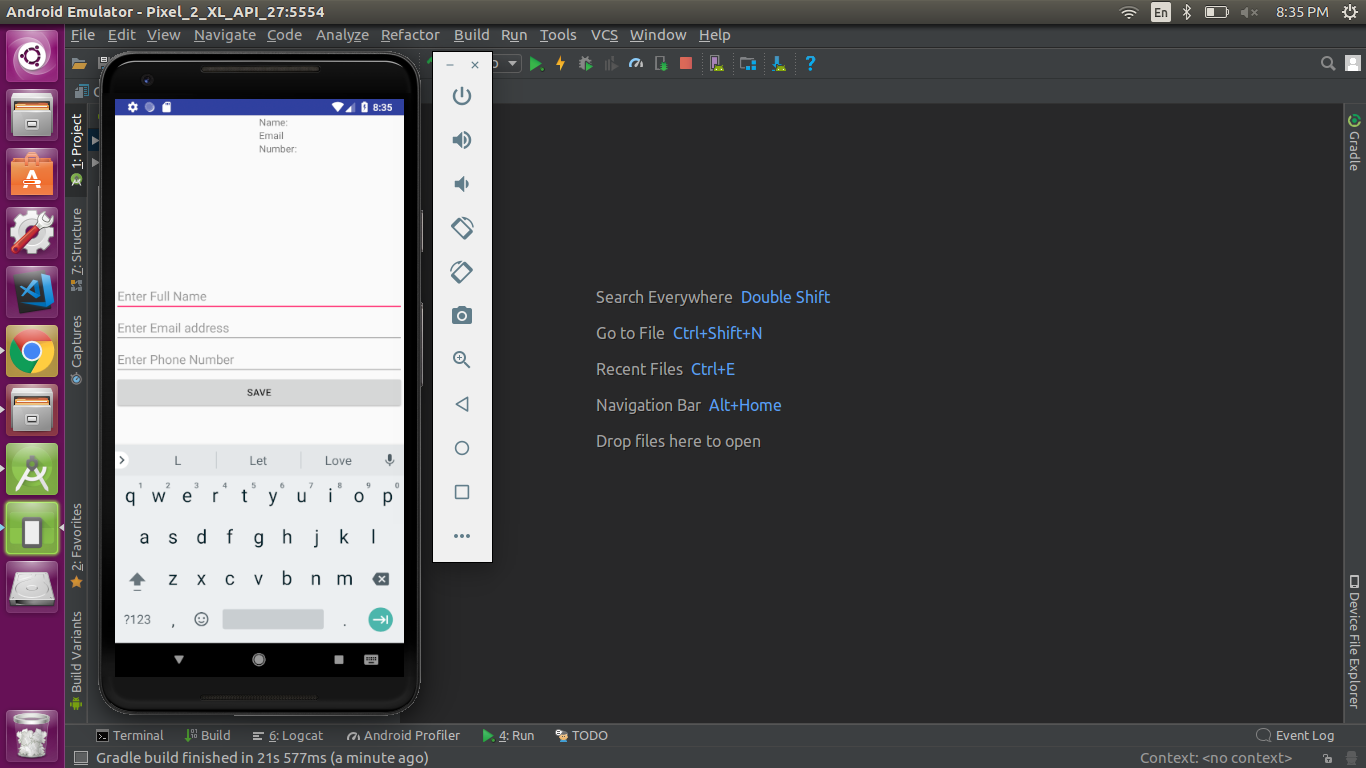 Android Emulator - Pixel_2_XL_API_27:5554
En
8:35 PM
File Edit View Navigate Code Analyze Refactor Build Run Tools VCS Window Help
8:35
Name:
Email
Number:
Enter Full Name
Enter Email address
Enter Phone Number
SAVE
L Let Love
1 2 3 4 5 6 7 8 9 0
q w e r t y u i o p
a s d f g h j k l
z x c v b n m
?123 , .
1: Project
7: Structure
Captures
2: Favorites
Build Variants
Search Everywhere Double Shift
Go to File Ctrl+Shift+N
Recent Files Ctrl+E
Navigation Bar Alt+Home
Drop files here to open
Gradle
Device File Explorer
Terminal Build 6: Logcat Android Profiler 4: Run TODO Event Log
Gradle build finished in 21s 577ms (a minute ago) Context: <no context>